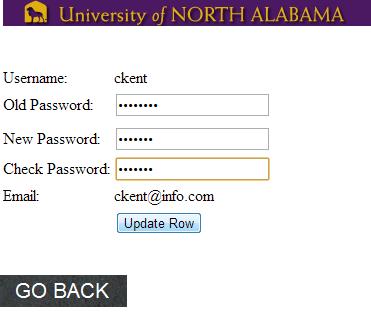 University of NORTH ALABAMA
Username: ckent
Old Password: ••••••••
New Password: •••••••
Check Password: •••••••
Email: ckent@info.com
Update Row
GO BACK